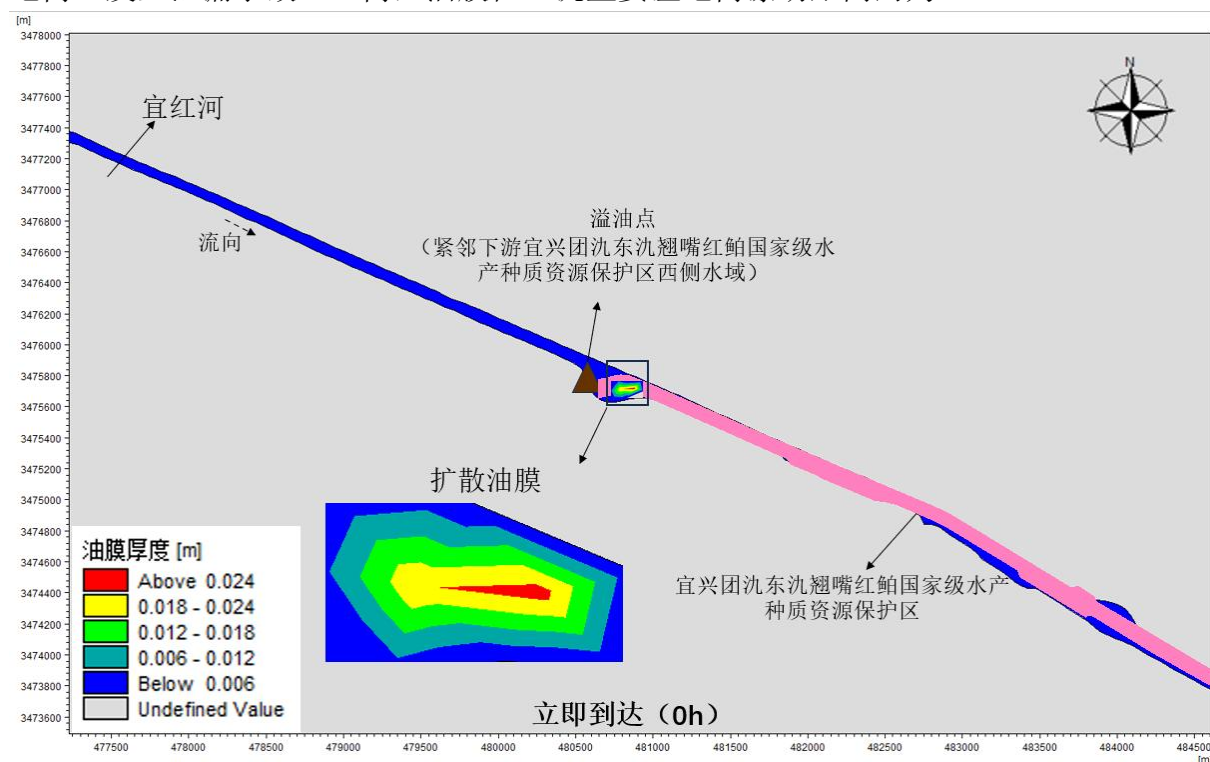 [m]
3478000
3477800
3477600
3477400
3477200
3477000
3476800
3476600
3476400
3476200
3476000
3475800
3475600
3475400
3475200
3475000
3474800
3474600
3474400
3474200
3474000
3473800
3473600
N
宜红河
流向
溢油点
（紧邻下游宜兴团氿东氿翘嘴红鲌国家级水
产种质资源保护区西侧水域）
扩散油膜
宜兴团氿东氿翘嘴红鲌国家级水产
种质资源保护区
油膜厚度 [m]
Above 0.024
0.018 - 0.024
0.012 - 0.018
0.006 - 0.012
Below 0.006
Undefined Value
立即到达（0h）
477500 478000 478500 479000 479500 480000 480500 481000 481500 482000 482500 483000 483500 484000 484500
[m]